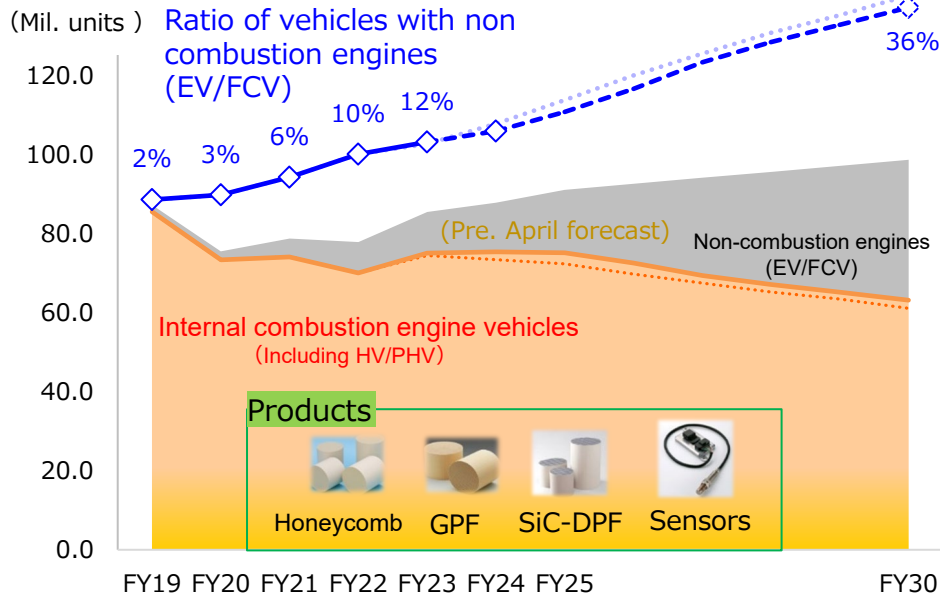 (Mil. units )
Ratio of vehicles with non
combustion engines
(EV/FCV)
36%
120.0
12%
10%
6%
3%
2%
100.0
80.0
(Pre. April forecast)
Non-combustion engines
(EV/FCV)
60.0
Internal combustion engine vehicles
（Including HV/PHV）
40.0
Products
20.0
Honeycomb GPF SiC-DPF Sensors
0.0
FY19 FY20 FY21 FY22 FY23 FY24 FY25 FY30